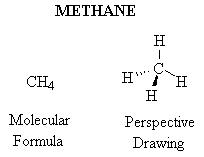 METHANE
H
C
H
H
H
CH4
Molecular
Formula
Perspective
Drawing